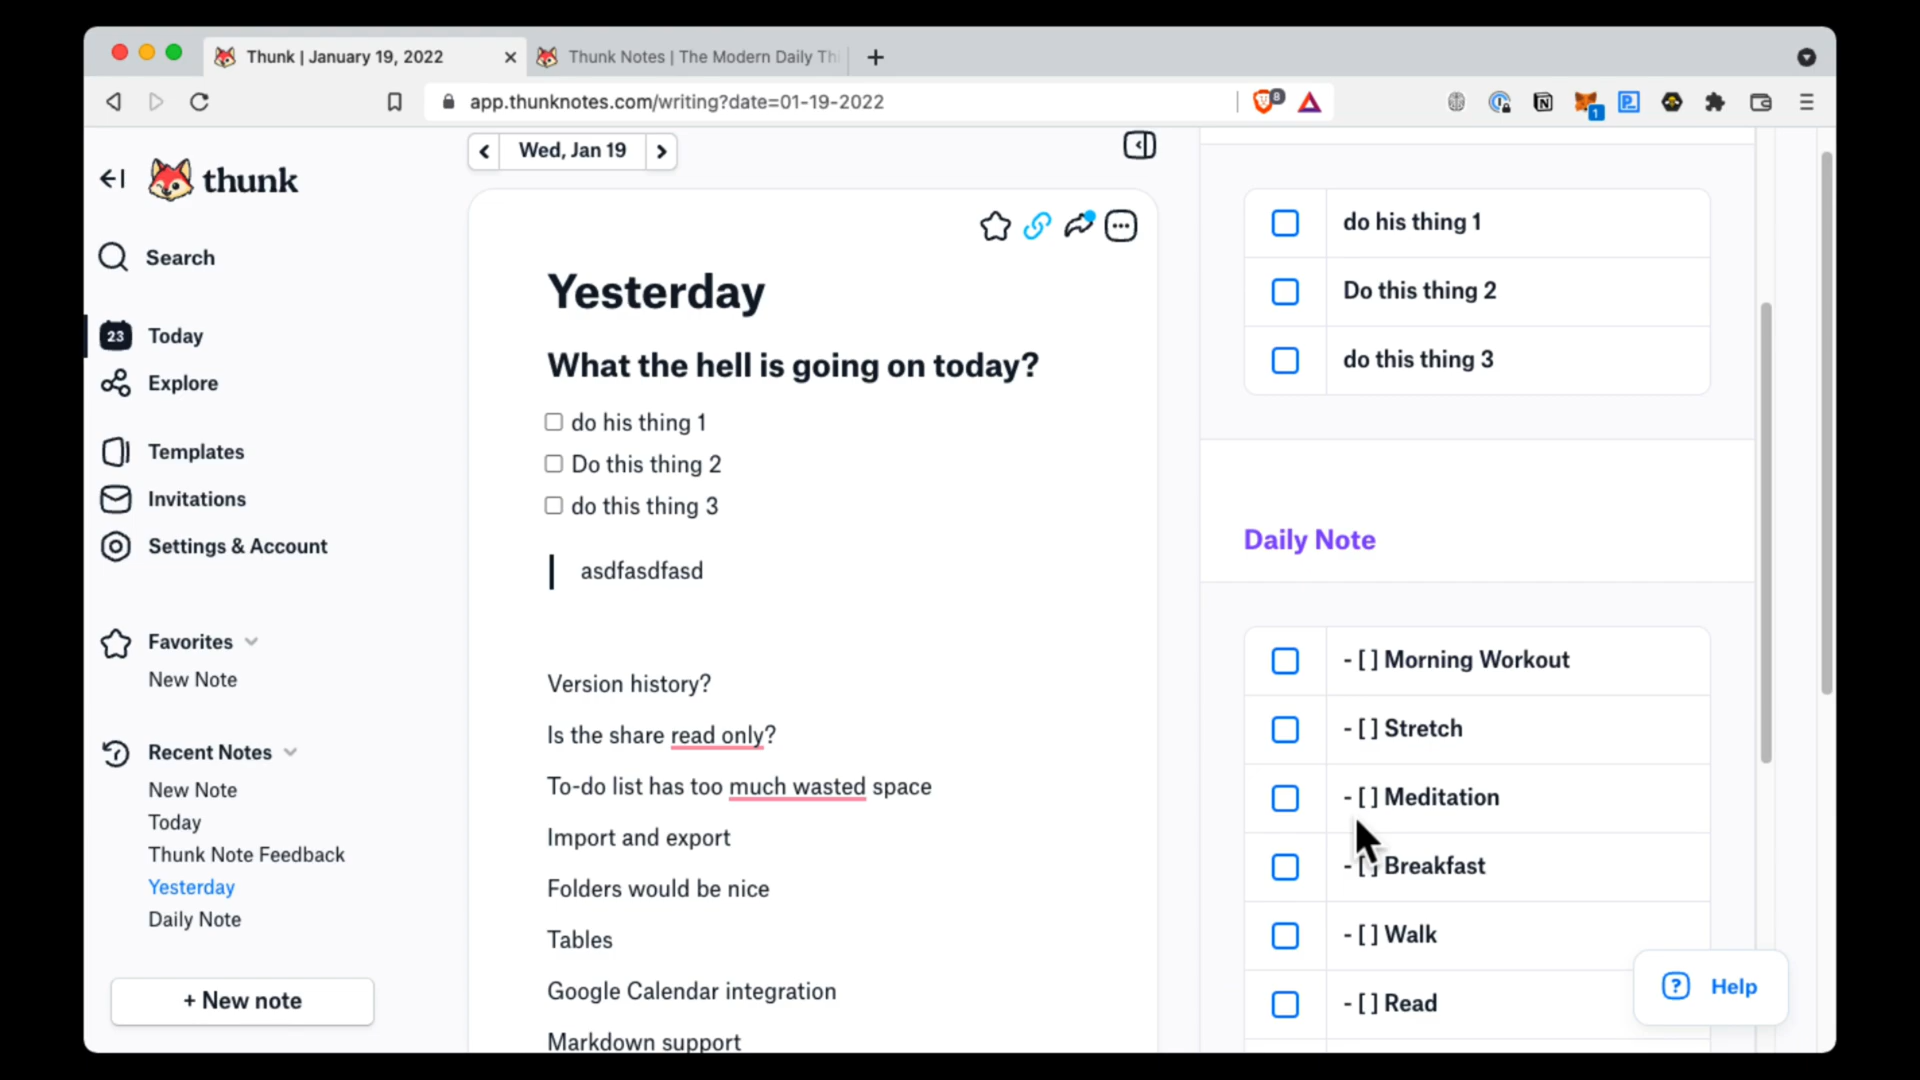 Thunk | January 19, 2022
Thunk Notes | The Modern Daily Thi
app.thunknotes.com/writing?date=01-19-2022
8
1
thunk
Search
23
Today
Explore
Templates
Invitations
Settings & Account
Favorites
New Note
Recent Notes
New Note
Today
Thunk Note Feedback
Yesterday
Daily Note
+ New note
Wed, Jan 19
Yesterday
What the hell is going on today?
do his thing 1
Do this thing 2
do this thing 3
asdfasdfasd
Version history?
Is the share read only?
To-do list has too much wasted space
Import and export
Folders would be nice
Tables
Google Calendar integration
Markdown support
do his thing 1
Do this thing 2
do this thing 3
Daily Note
- [ ] Morning Workout
- [ ] Stretch
- [ ] Meditation
- [ ] Breakfast
- [ ] Walk
- [ ] Read
? Help